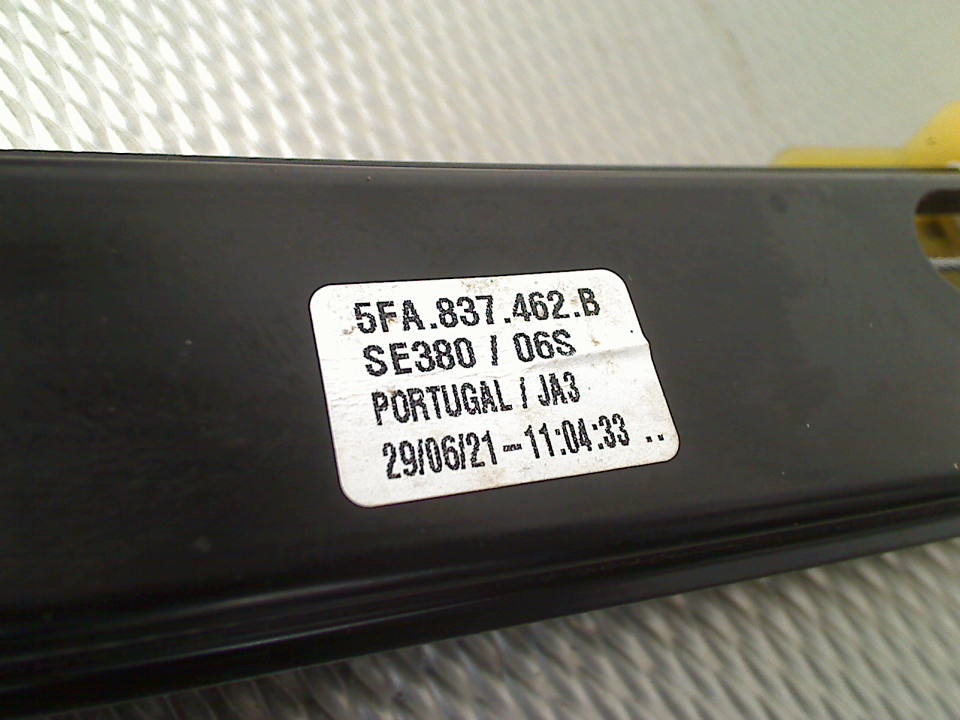 5FA.837.462.B
SE380 / 06S
PORTUGAL / JA3
29/06/21 - 11:04:33 ..